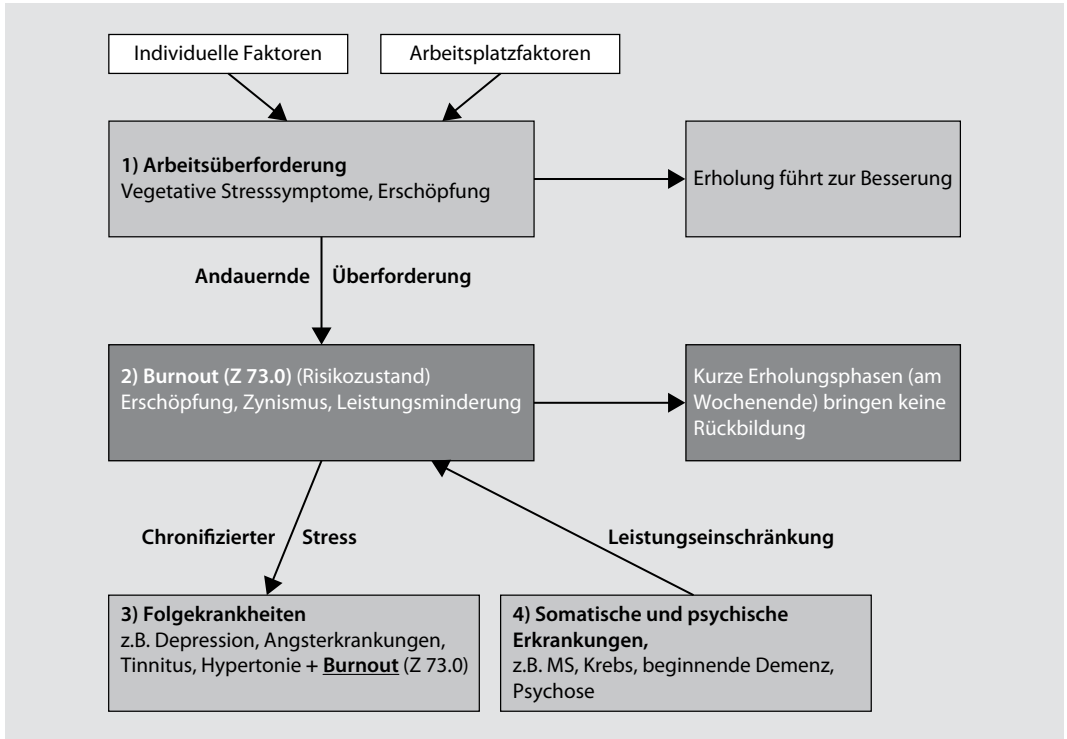 Individuelle Faktoren
Arbeitsplatzfaktoren
1) Arbeitsüberforderung
Vegetative Stresssymptome, Erschöpfung
Erholung führt zur Besserung
Andauernde Überforderung
2) Burnout (Z 73.0) (Risikozustand)
Erschöpfung, Zynismus, Leistungsminderung
Kurze Erholungsphasen (am
Wochenende) bringen keine
Rückbildung
Chronifizierter Stress
Leistungseinschränkung
3) Folgekrankheiten
z.B. Depression, Angsterkrankungen,
Tinnitus, Hypertonie + Burnout (Z 73.0)
4) Somatische und psychische
Erkrankungen,
z.B. MS, Krebs, beginnende Demenz,
Psychose